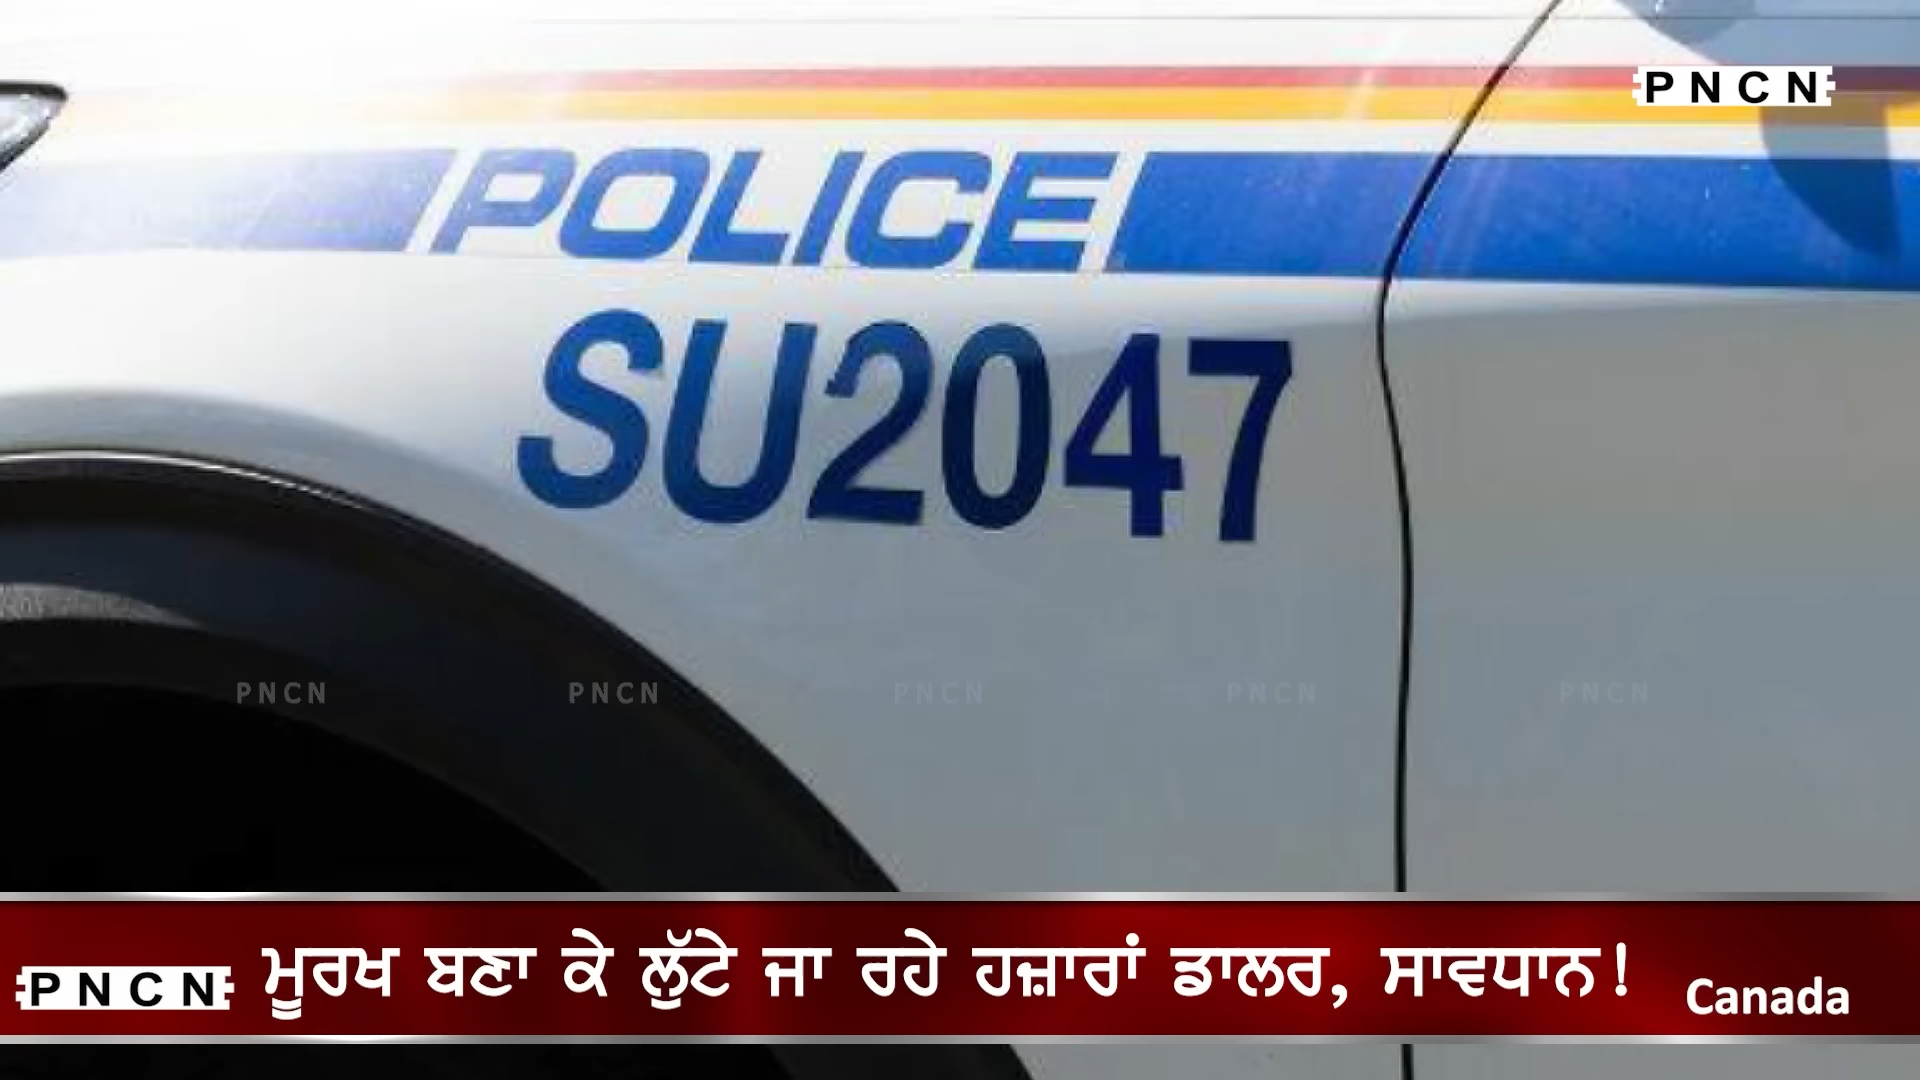 PNCN
POLICE
SU2047
PNCN PNCN PNCN PNCN PNCN
PNCN ਮੂਰਖ ਬਣਾ ਕੇ ਲੁੱਟੇ ਜਾ ਰਹੇ ਹਜ਼ਾਰਾਂ ਡਾਲਰ, ਸਾਵਧਾਨ! Canada